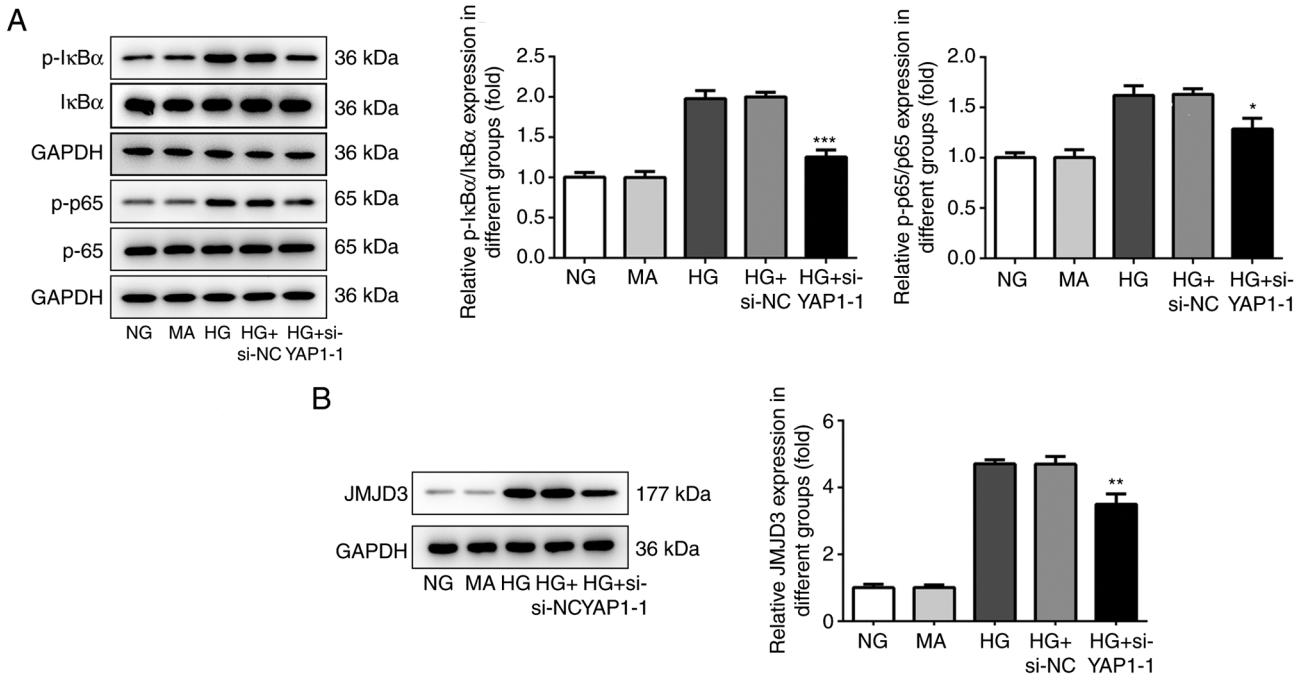 A
p-IκBα
36 kDa
IκBα
36 kDa
GAPDH
36 kDa
p-p65
65 kDa
p-65
65 kDa
GAPDH
36 kDa
NG MA HG HG+ HG+si-
si-NC YAP1-1
Relative p-IκBα/IκBα expression in
different groups (fold)
2.5
2.0
1.5
1.0
0.5
0.0
***
NG MA HG HG+ HG+si-
si-NC YAP1-1
Relative p-p65/p65 expression in
different groups (fold)
2.0
1.5
1.0
0.5
0.0
*
NG MA HG HG+ HG+si-
si-NC YAP1-1
B
JMJD3
177 kDa
GAPDH
36 kDa
NG MA HG HG+ HG+si-
si-NCYAP1-1
Relative JMJD3 expression in
different groups (fold)
6
4
2
0
**
NG MA HG HG+ HG+si-
si-NC YAP1-1